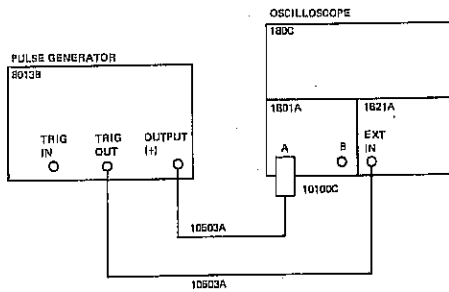 OSCILLOSCOPE
180C
PULSE GENERATOR
8013B
1801A
1821A
TRIG IN
TRIG OUT
OUTPUT (+)
A
B
EXT IN
10100C
10503A
10503A